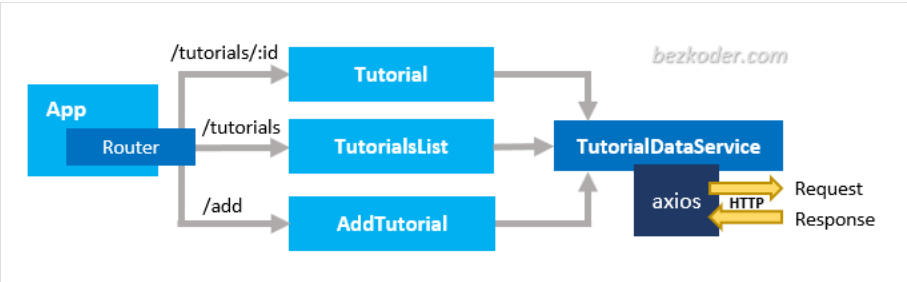 bezkoder.com
/tutorials/:id
Tutorial
App
Router
/tutorials
TutorialsList
TutorialDataService
/add
AddTutorial
axios
HTTP
Request
Response